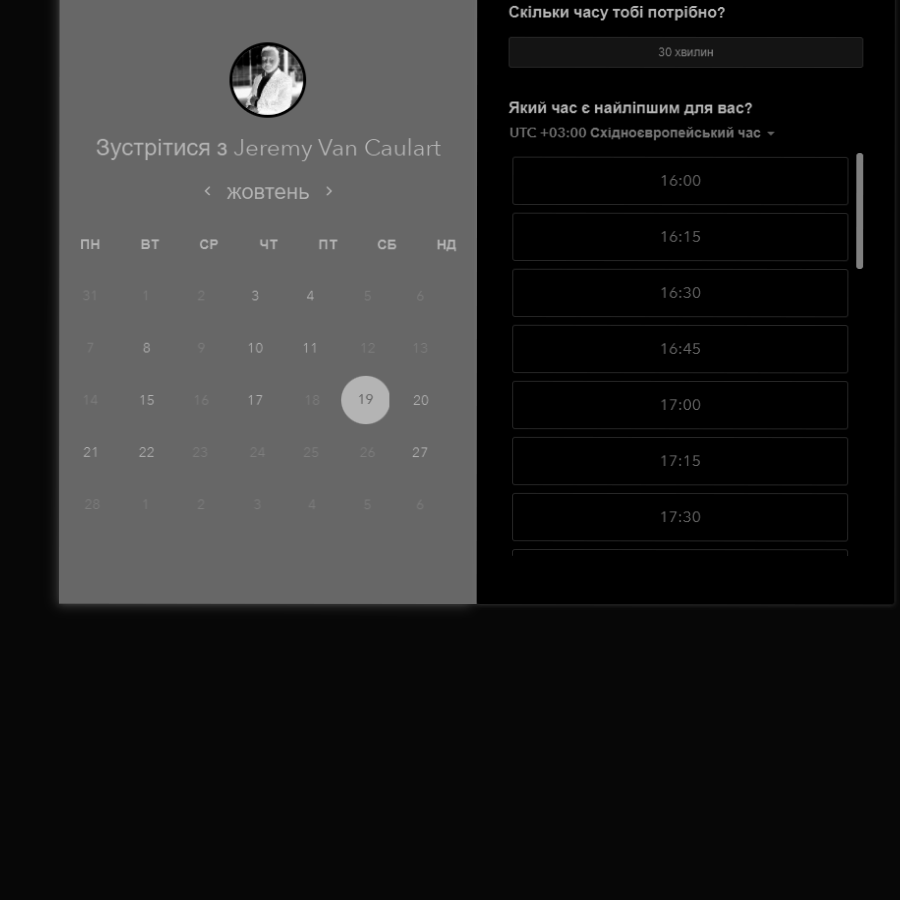 Зустрітися з Jeremy Van Caulart
жовтень
ПН ВТ СР ЧТ ПТ СБ НД
31 1 2 3 4 5 6
7 8 9 10 11 12 13
14 15 16 17 18 19 20
21 22 23 24 25 26 27
28 1 2 3 4 5 6
Скільки часу тобі потрібно?
30 хвилин
Який час є найліпшим для вас?
UTC +03:00 Східноєвропейський час
16:00
16:15
16:30
16:45
17:00
17:15
17:30